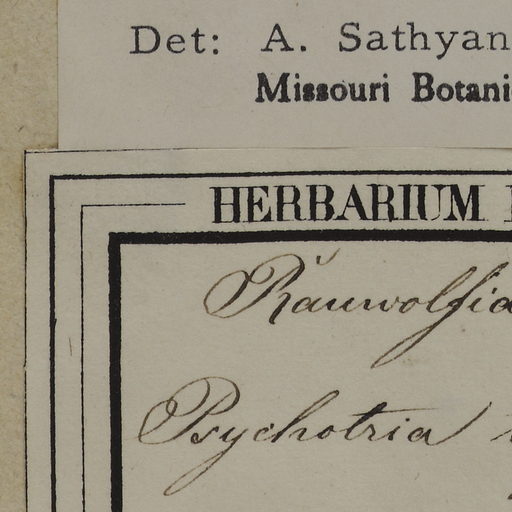 Det: A. Sathyan
Missouri Botani
HERBARIUM
Rauwolfia
Psychotria